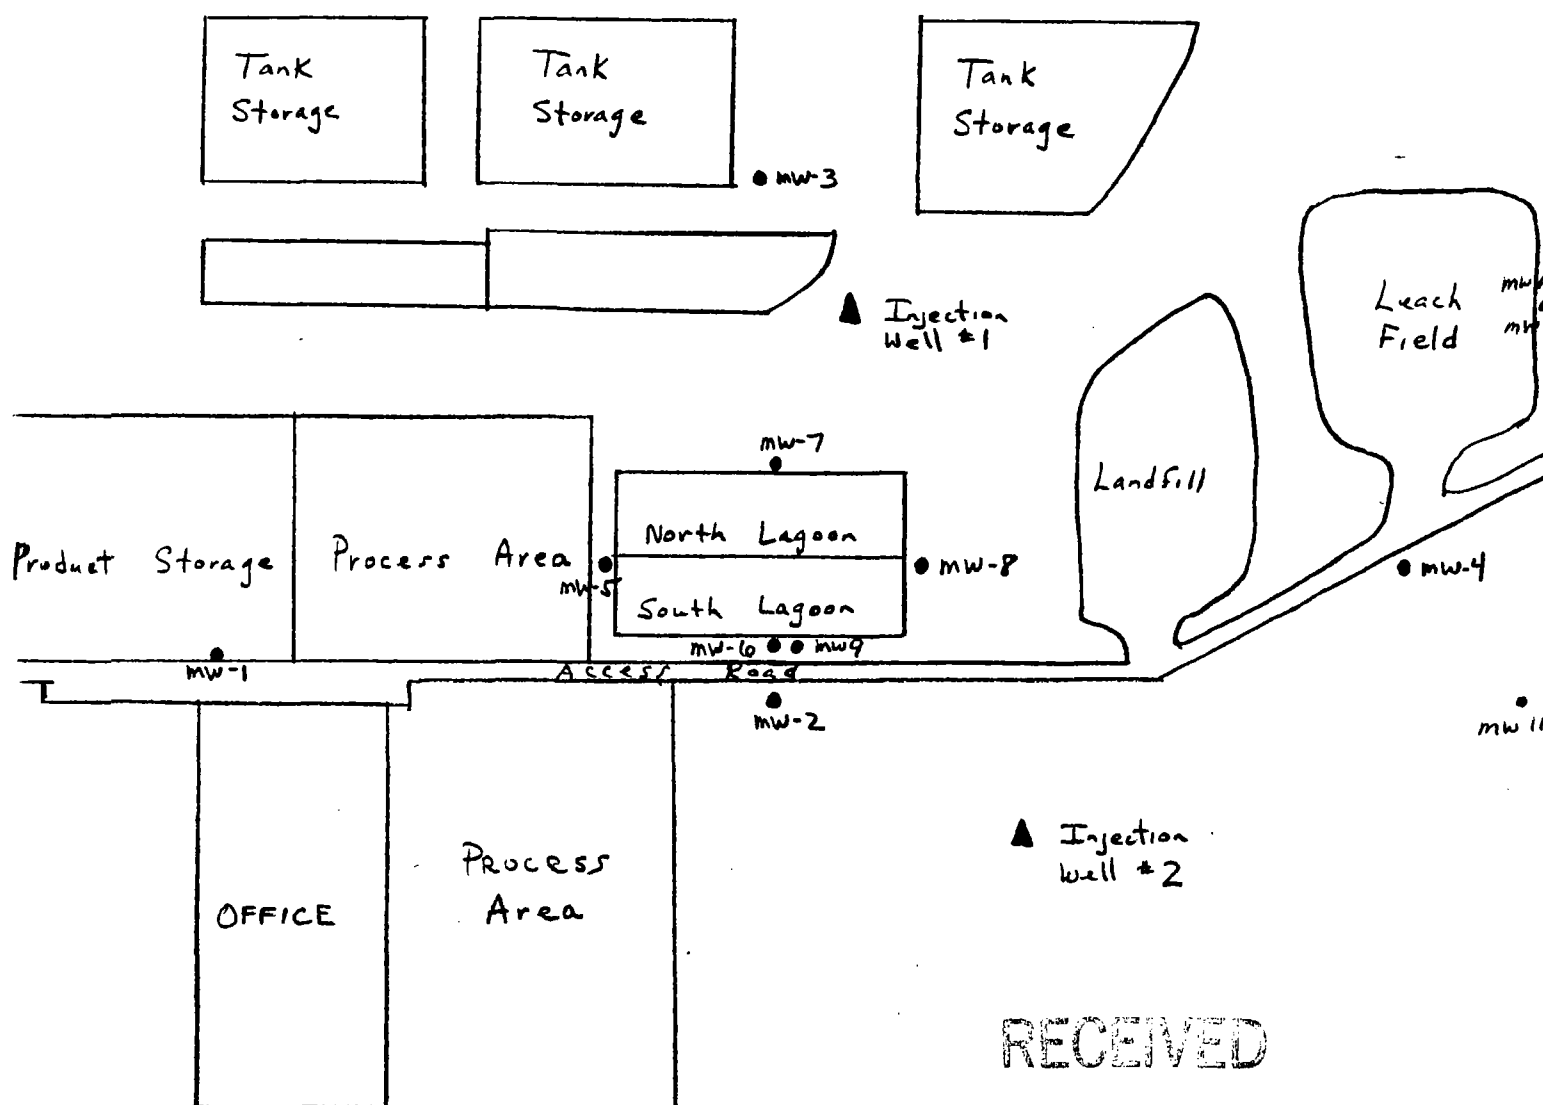 Tank
Storage
Tank
Storage
Tank
Storage
mw-3
Injection
Well #1
Leach
Field
mw-7
Landfill
North Lagoon
Product Storage
Process Area
mw-5
mw-8
mw-4
South Lagoon
mw-6
mw9
mw-1
Access Road
mw-2
mw 11
Injection
Well #2
Process
Area
OFFICE
RECEIVED